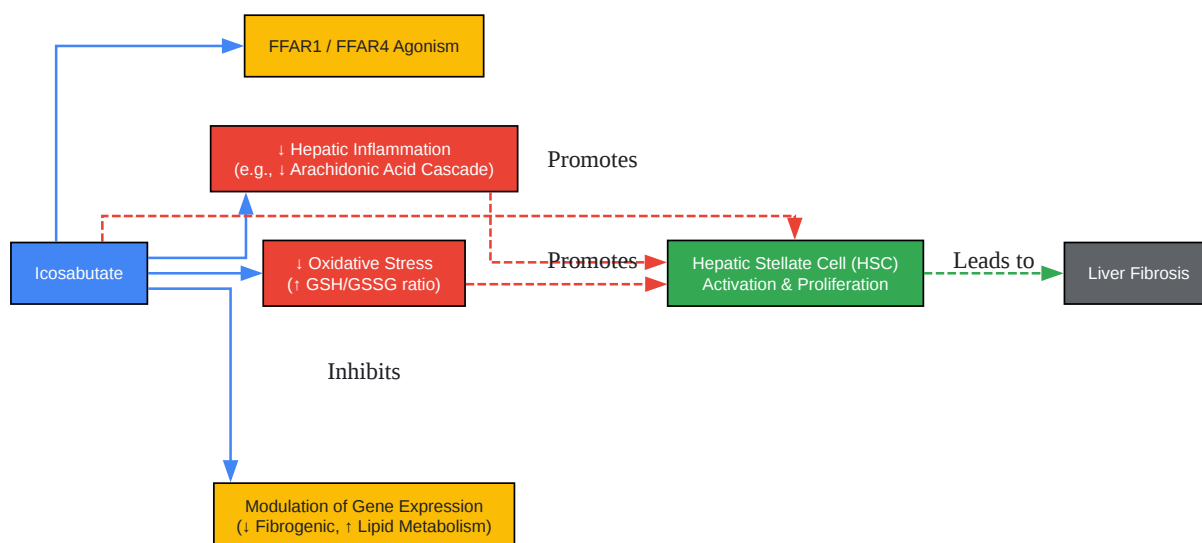 FFAR1 / FFAR4 Agonism
↓ Hepatic Inflammation
(e.g., ↓ Arachidonic Acid Cascade)
Promotes
Icosabutate
↓ Oxidative Stress
(↑ GSH/GSSG ratio)
Promotes
Hepatic Stellate Cell (HSC)
Activation & Proliferation
Leads to
Liver Fibrosis
Inhibits
Modulation of Gene Expression
(↓ Fibrogenic, ↑ Lipid Metabolism)